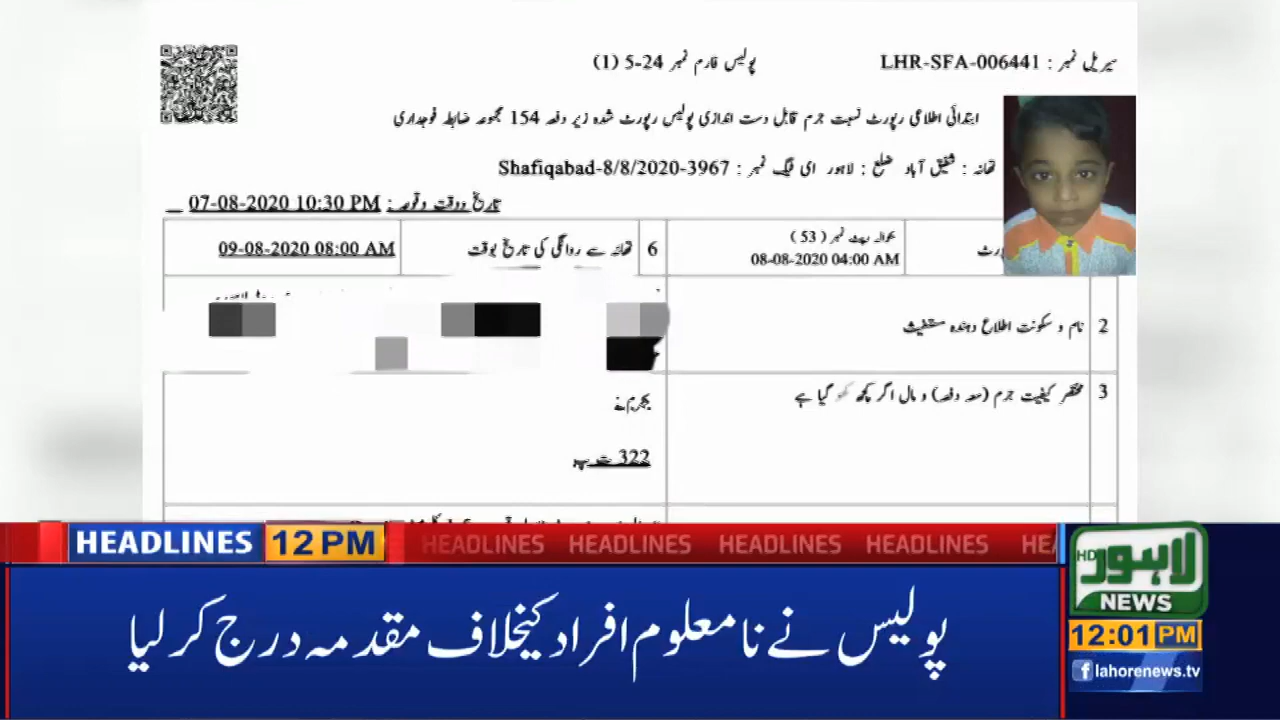 سیریل نمبر : LHR-SFA-006441
پولیس فارم نمبر 24-5 (1)
ابتدائی اطلاعی رپورٹ نسبت جرم قابل دست اندازی پولیس رپورٹ شدہ زیر دفعہ 154 مجموعہ ضابطہ فوجداری
تھانہ : شفیق آباد ضلع : لاہور ای ٹیگ نمبر : Shafiqabad-8/8/2020-3967
تاریخ ووقت وقوعہ : 07-08-2020 10:30 PM
بحوالہ رپٹ نمبر ( 53 )
08-08-2020 04:00 AM
6 تھانہ سے روانگی کی تاریخ بوقت 09-08-2020 08:00 AM
2 نام و سکونت اطلاع دہندہ مستغیث
3 مختصر کیفیت جرم (معہ دفعہ) و مال اگر کچھ کھو گیا ہے
322 ت پ
HEADLINES 12 PM HEADLINES HEADLINES HEADLINES HEADLINES
پولیس نے نامعلوم افراد کیخلاف مقدمہ درج کر لیا
HD لاہور
NEWS
12:01 PM
lahorenews.tv